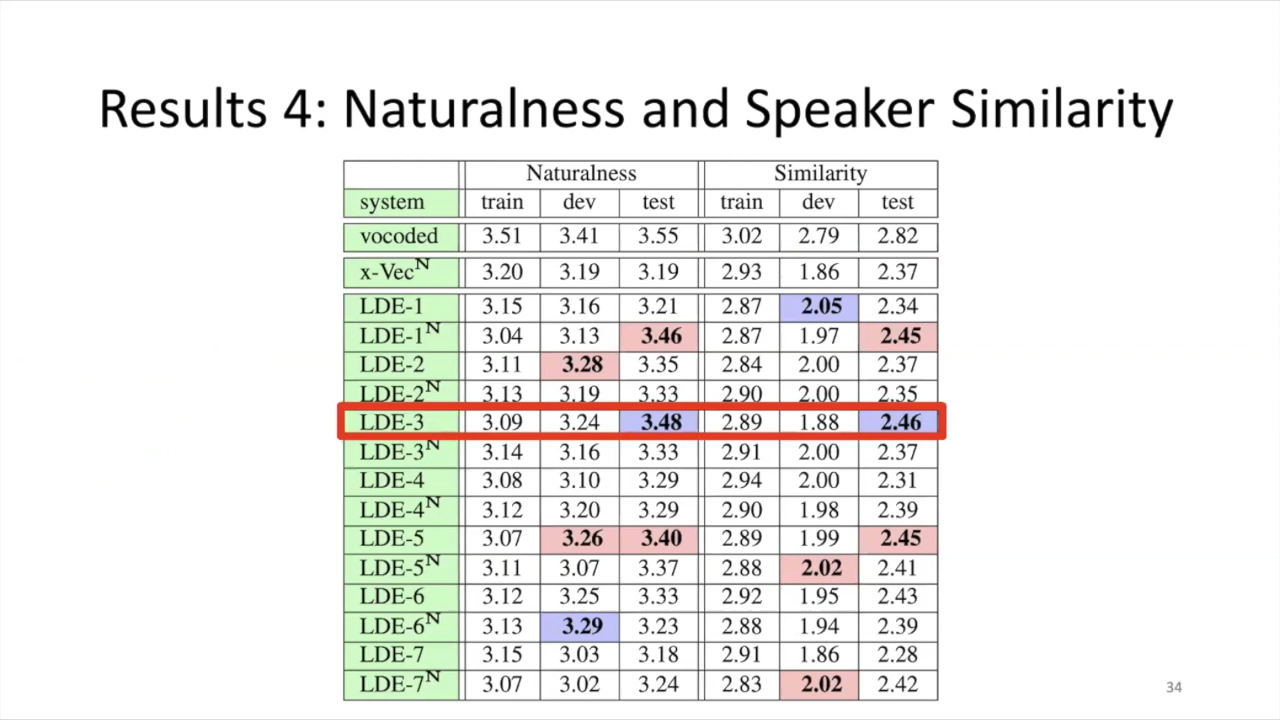 Results 4: Naturalness and Speaker Similarity
Naturalness Similarity
system train dev test train dev test
vocoded 3.51 3.41 3.55 3.02 2.79 2.82
x-Vecᴺ 3.20 3.19 3.19 2.93 1.86 2.37
LDE-1 3.15 3.16 3.21 2.87 2.05 2.34
LDE-1ᴺ 3.04 3.13 3.46 2.87 1.97 2.45
LDE-2 3.11 3.28 3.35 2.84 2.00 2.37
LDE-2ᴺ 3.13 3.19 3.33 2.90 2.00 2.35
LDE-3 3.09 3.24 3.48 2.89 1.88 2.46
LDE-3ᴺ 3.14 3.16 3.33 2.91 2.00 2.37
LDE-4 3.08 3.10 3.29 2.94 2.00 2.31
LDE-4ᴺ 3.12 3.20 3.29 2.90 1.98 2.39
LDE-5 3.07 3.26 3.40 2.89 1.99 2.45
LDE-5ᴺ 3.11 3.07 3.37 2.88 2.02 2.41
LDE-6 3.12 3.25 3.33 2.92 1.95 2.43
LDE-6ᴺ 3.13 3.29 3.23 2.88 1.94 2.39
LDE-7 3.15 3.03 3.18 2.91 1.86 2.28
LDE-7ᴺ 3.07 3.02 3.24 2.83 2.02 2.42
34